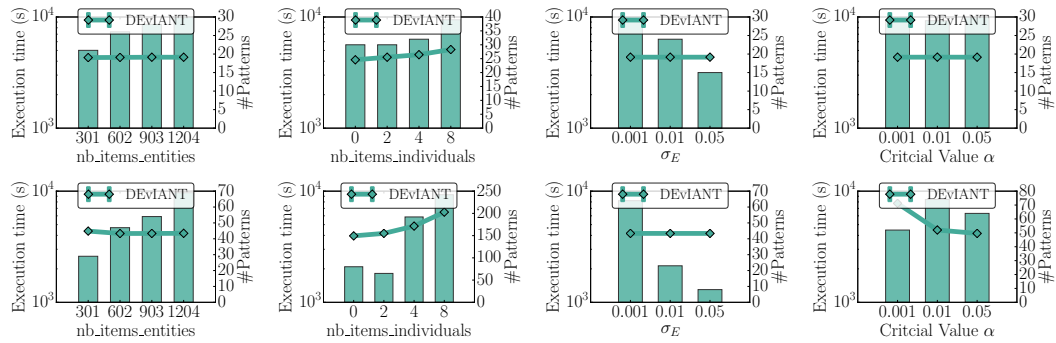 DEvIANT
Execution time (s)
10^4
10^3
30
25
20
15
10
5
0
#Patterns
301 602 903 1204
nb_items_entities
DEvIANT
Execution time (s)
10^4
10^3
40
35
30
25
20
15
10
5
0
#Patterns
0 2 4 8
nb_items_individuals
DEvIANT
Execution time (s)
10^4
10^3
30
25
20
15
10
5
0
#Patterns
0.001 0.01 0.05
σ_E
DEvIANT
Execution time (s)
10^4
10^3
30
25
20
15
10
5
0
#Patterns
0.001 0.01 0.05
Critcial Value α
DEvIANT
Execution time (s)
10^4
10^3
70
60
50
40
30
20
10
0
#Patterns
301 602 903 1204
nb_items_entities
DEvIANT
Execution time (s)
10^4
10^3
250
200
150
100
50
0
#Patterns
0 2 4 8
nb_items_individuals
DEvIANT
Execution time (s)
10^4
10^3
70
60
50
40
30
20
10
0
#Patterns
0.001 0.01 0.05
σ_E
DEvIANT
Execution time (s)
10^4
10^3
80
70
60
50
40
30
20
10
0
#Patterns
0.001 0.01 0.05
Critcial Value α